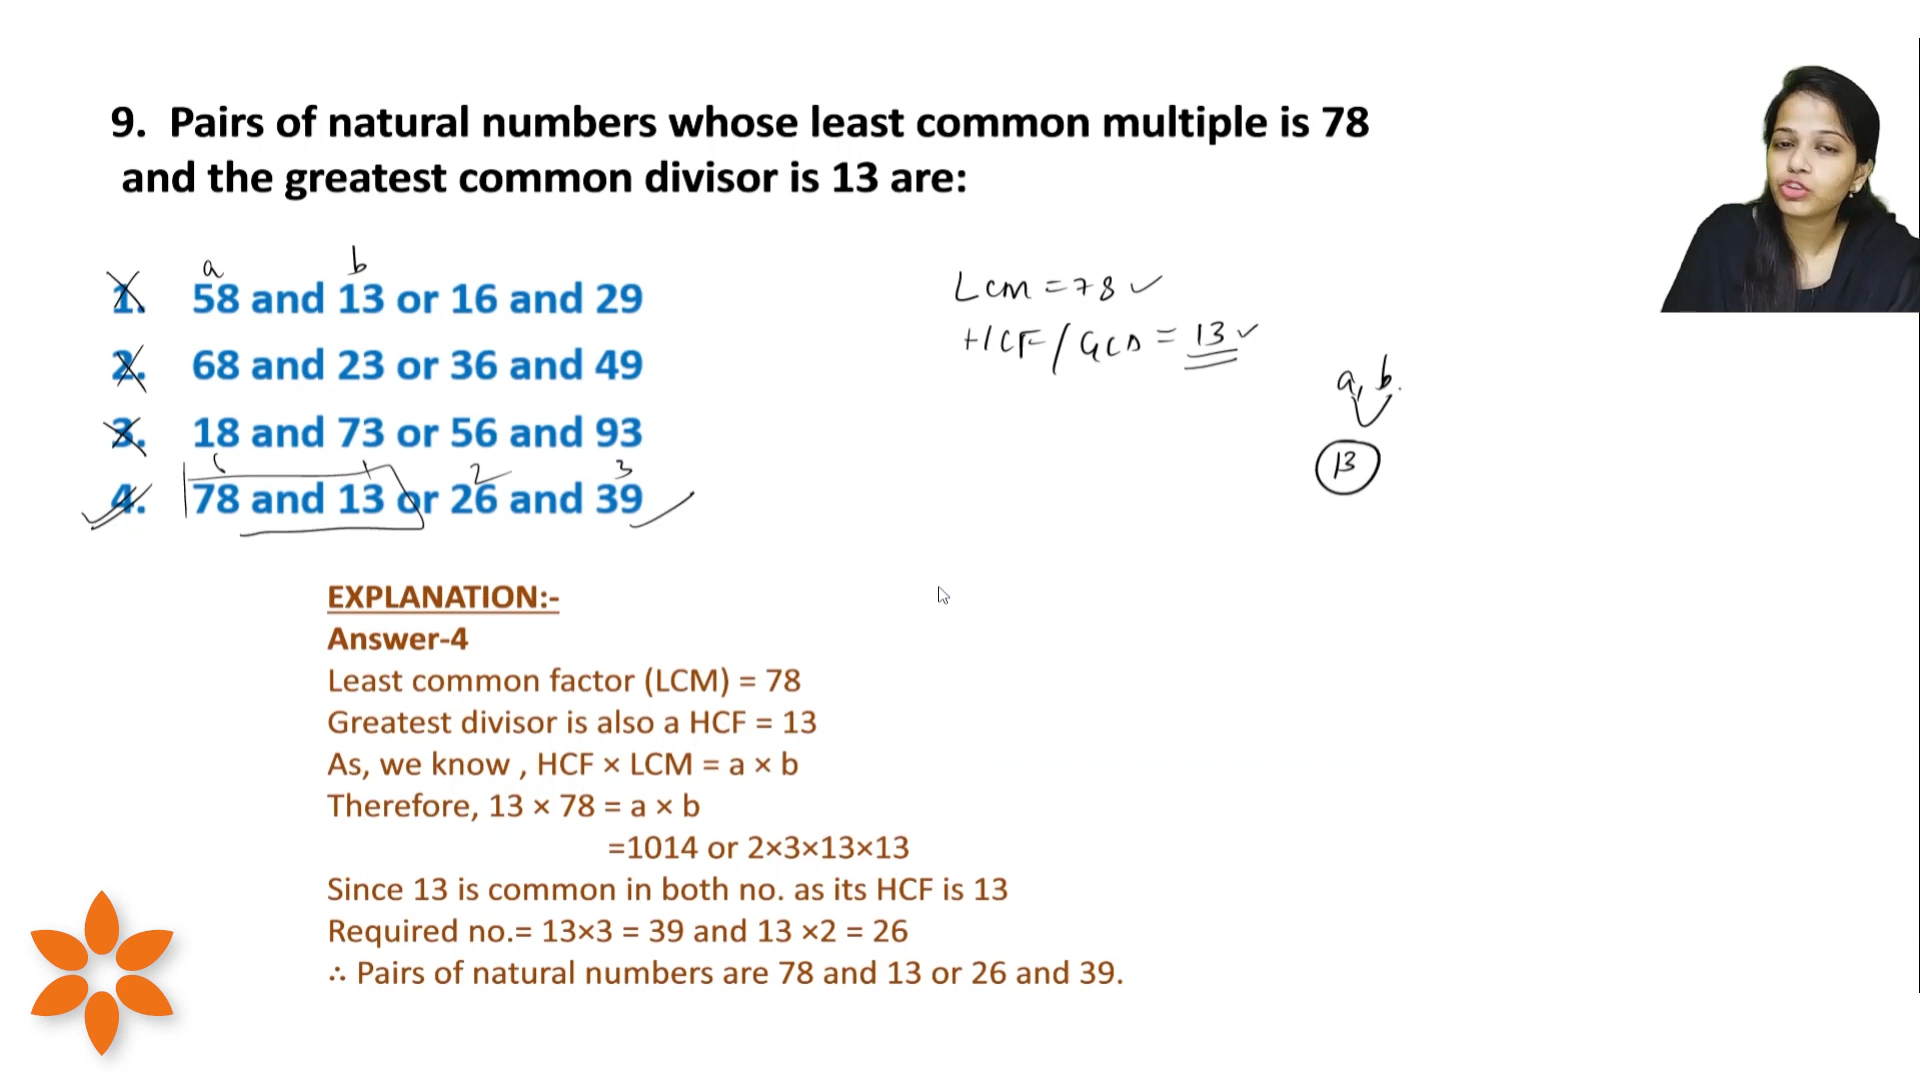 9. Pairs of natural numbers whose least common multiple is 78
and the greatest common divisor is 13 are:
a b
1. 58 and 13 or 16 and 29
2. 68 and 23 or 36 and 49
3. 18 and 73 or 56 and 93
6 1 2 3
4. 78 and 13 or 26 and 39
Lcm = 78 ✓
HCF / GCD = 13 ✓
a, b.
13
EXPLANATION:-
Answer-4
Least common factor (LCM) = 78
Greatest divisor is also a HCF = 13
As, we know , HCF × LCM = a × b
Therefore, 13 × 78 = a × b
=1014 or 2×3×13×13
Since 13 is common in both no. as its HCF is 13
Required no.= 13×3 = 39 and 13 ×2 = 26
∴ Pairs of natural numbers are 78 and 13 or 26 and 39.